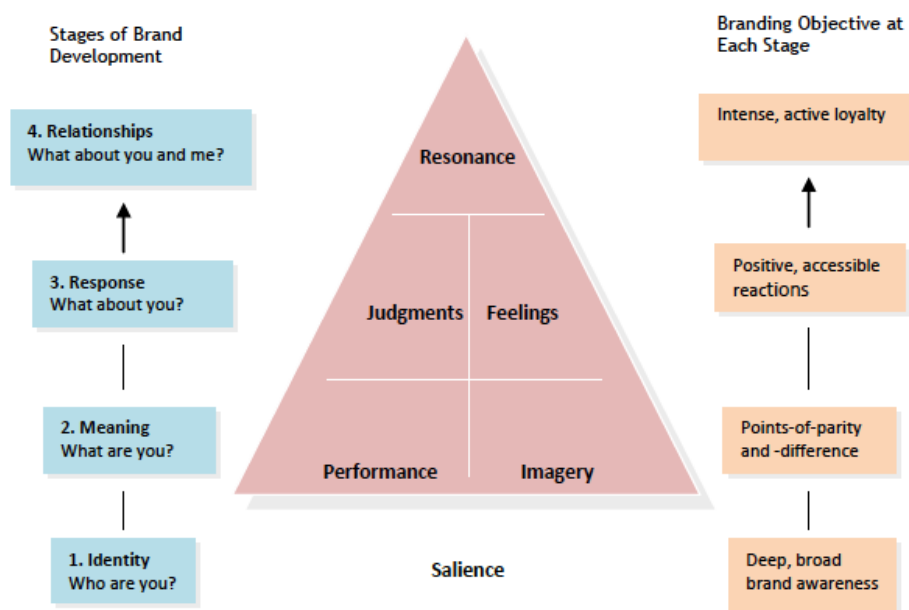 Stages of Brand
Development
Branding Objective at
Each Stage
4. Relationships
What about you and me?
Resonance
Intense, active loyalty
3. Response
What about you?
Judgments
Feelings
Positive, accessible
reactions
2. Meaning
What are you?
Performance
Imagery
Points-of-parity
and -difference
1. Identity
Who are you?
Salience
Deep, broad
brand awareness